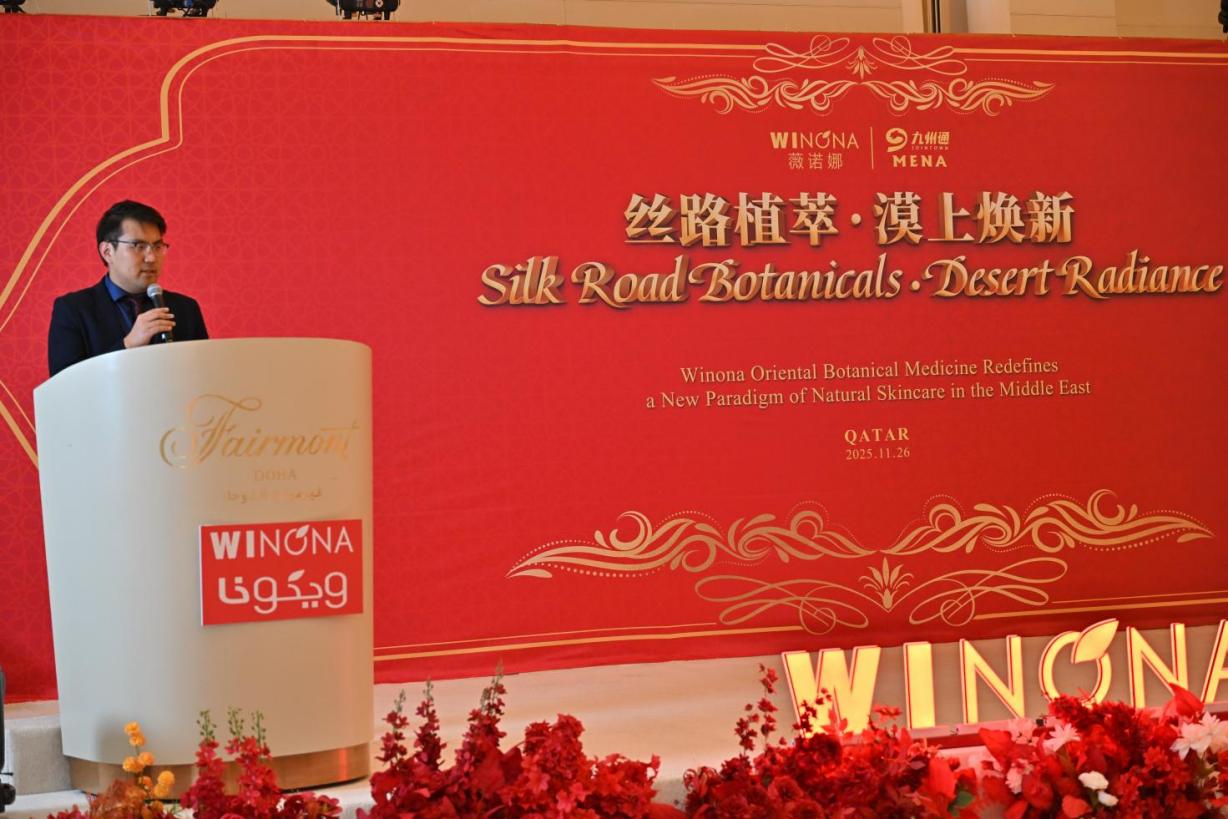 WINONA
薇诺娜
九州通
JOINTOWN
MENA
丝路植萃·漠上焕新
Silk Road Botanicals·Desert Radiance
Winona Oriental Botanical Medicine Redefines
a New Paradigm of Natural Skincare in the Middle East
QATAR
2025.11.26
Fairmont
DOHA
فيرمونت الدوحة
WINONA
ويكونا
WINONA